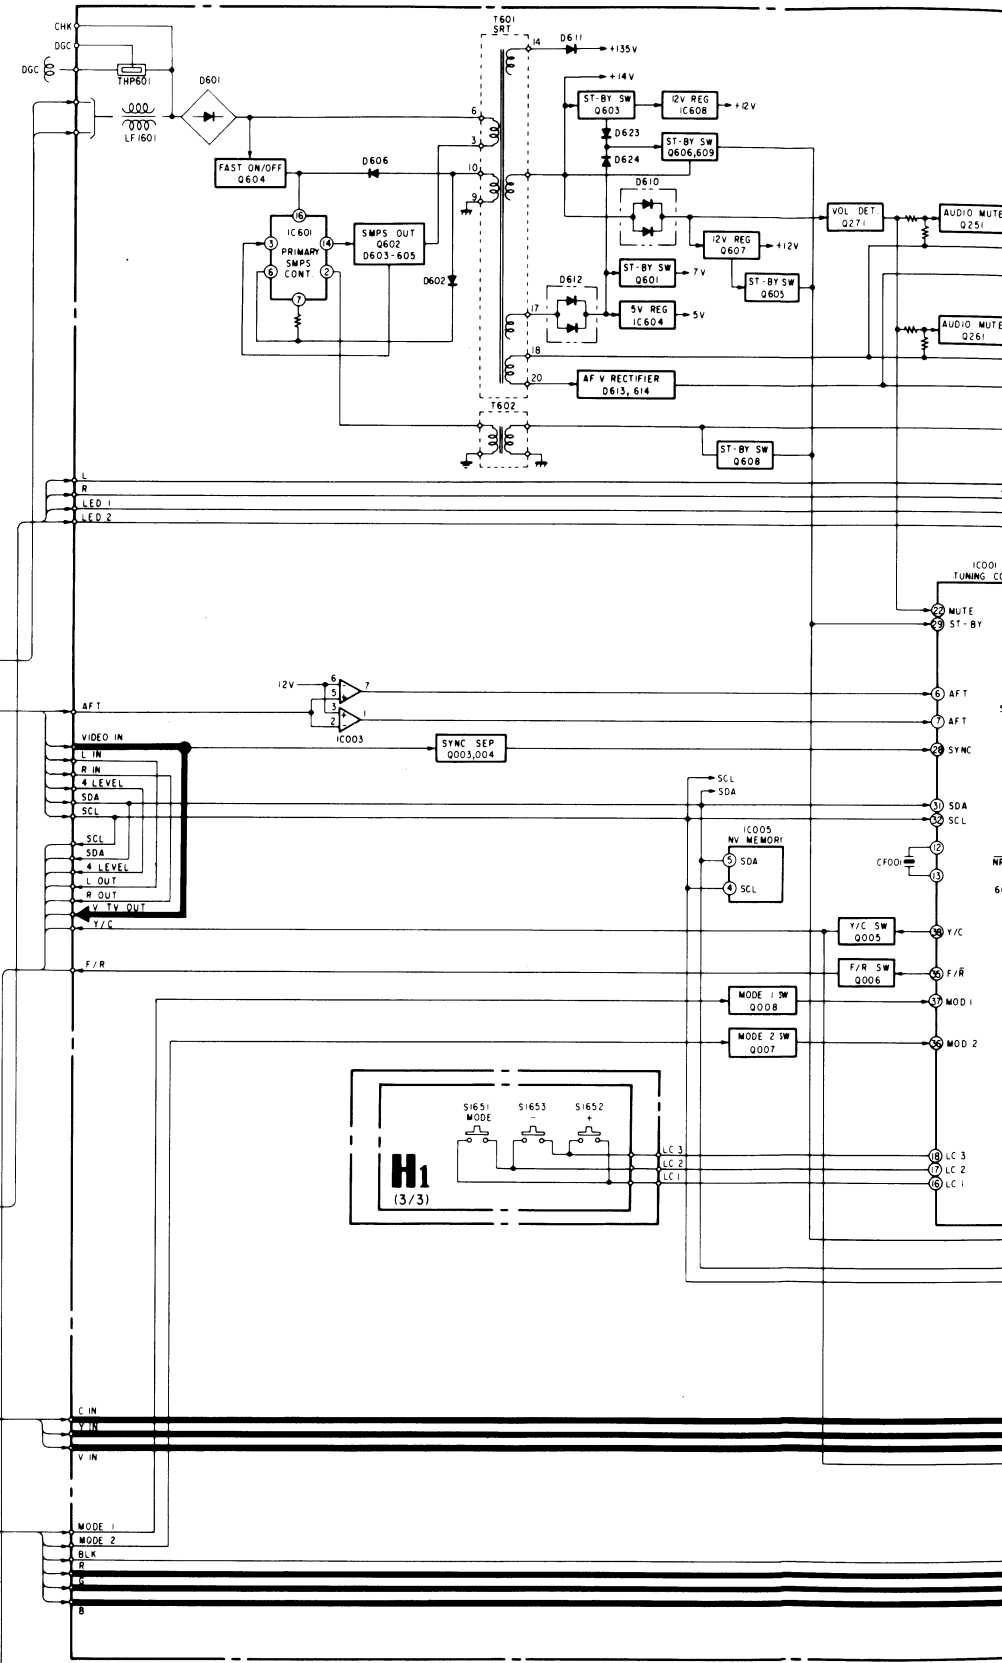 CHK
DGC
DGC
THP601
LF1601
D601
T601
SRT
14
D611
+135V
+14V
ST-BY SW
Q603
12V REG
IC608
+12V
D623
D624
ST-BY SW
Q606,609
6
3
10
9
FAST ON/OFF
Q604
D606
D610
16
IC601
PRIMARY
SMPS
CONT.
3
6
14
2
7
SMPS OUT
Q602
D603-605
D602
VOL DET.
Q271
AUDIO MUTE
Q251
12V REG
Q607
+12V
ST-BY SW
Q601
7V
ST-BY SW
Q605
D612
17
5V REG
IC604
5V
AUDIO MUTE
Q261
18
20
AF V RECTIFIER
D613, 614
T602
ST-BY SW
Q608
L
R
LED 1
LED 2
IC001
TUNING CO
22 MUTE
29 ST-BY
12V
6
5
7
3
2
1
IC003
AFT
6 AFT
7 AFT
VIDEO IN
L IN
R IN
4 LEVEL
SDA
SCL
SYNC SEP
Q003,004
28 SYNC
SCL
SDA
31 SDA
32 SCL
SCL
SDA
4 LEVEL
L OUT
R OUT
V TV OUT
Y/C
IC005
NV MEMORY
5 SDA
4 SCL
CF001
12
13
Y/C SW
Q005
38 Y/C
F/R
F/R SW
Q006
35 F/R
MODE 1 SW
Q008
37 MOD 1
MODE 2 SW
Q007
36 MOD 2
S1651
MODE
S1653
-
S1652
+
H1
(3/3)
LC 3
LC 2
LC 1
18 LC 3
17 LC 2
16 LC 1
C IN
Y IN
V IN
MODE 1
MODE 2
BLK
R
G
B